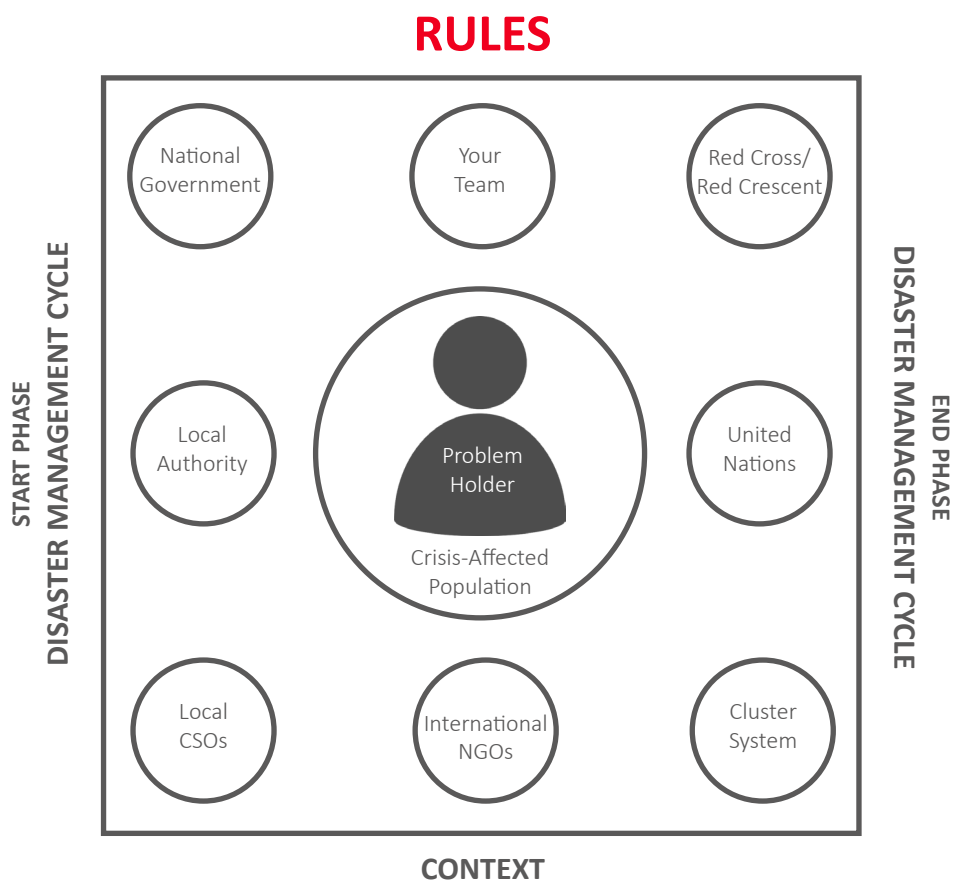 RULES
National
Government
Your
Team
Red Cross/
Red Crescent
START PHASE
DISASTER MANAGEMENT CYCLE
Local
Authority
Problem
Holder
Crisis-Affected
Population
United
Nations
DISASTER MANAGEMENT CYCLE
END PHASE
Local
CSOs
International
NGOs
Cluster
System
CONTEXT